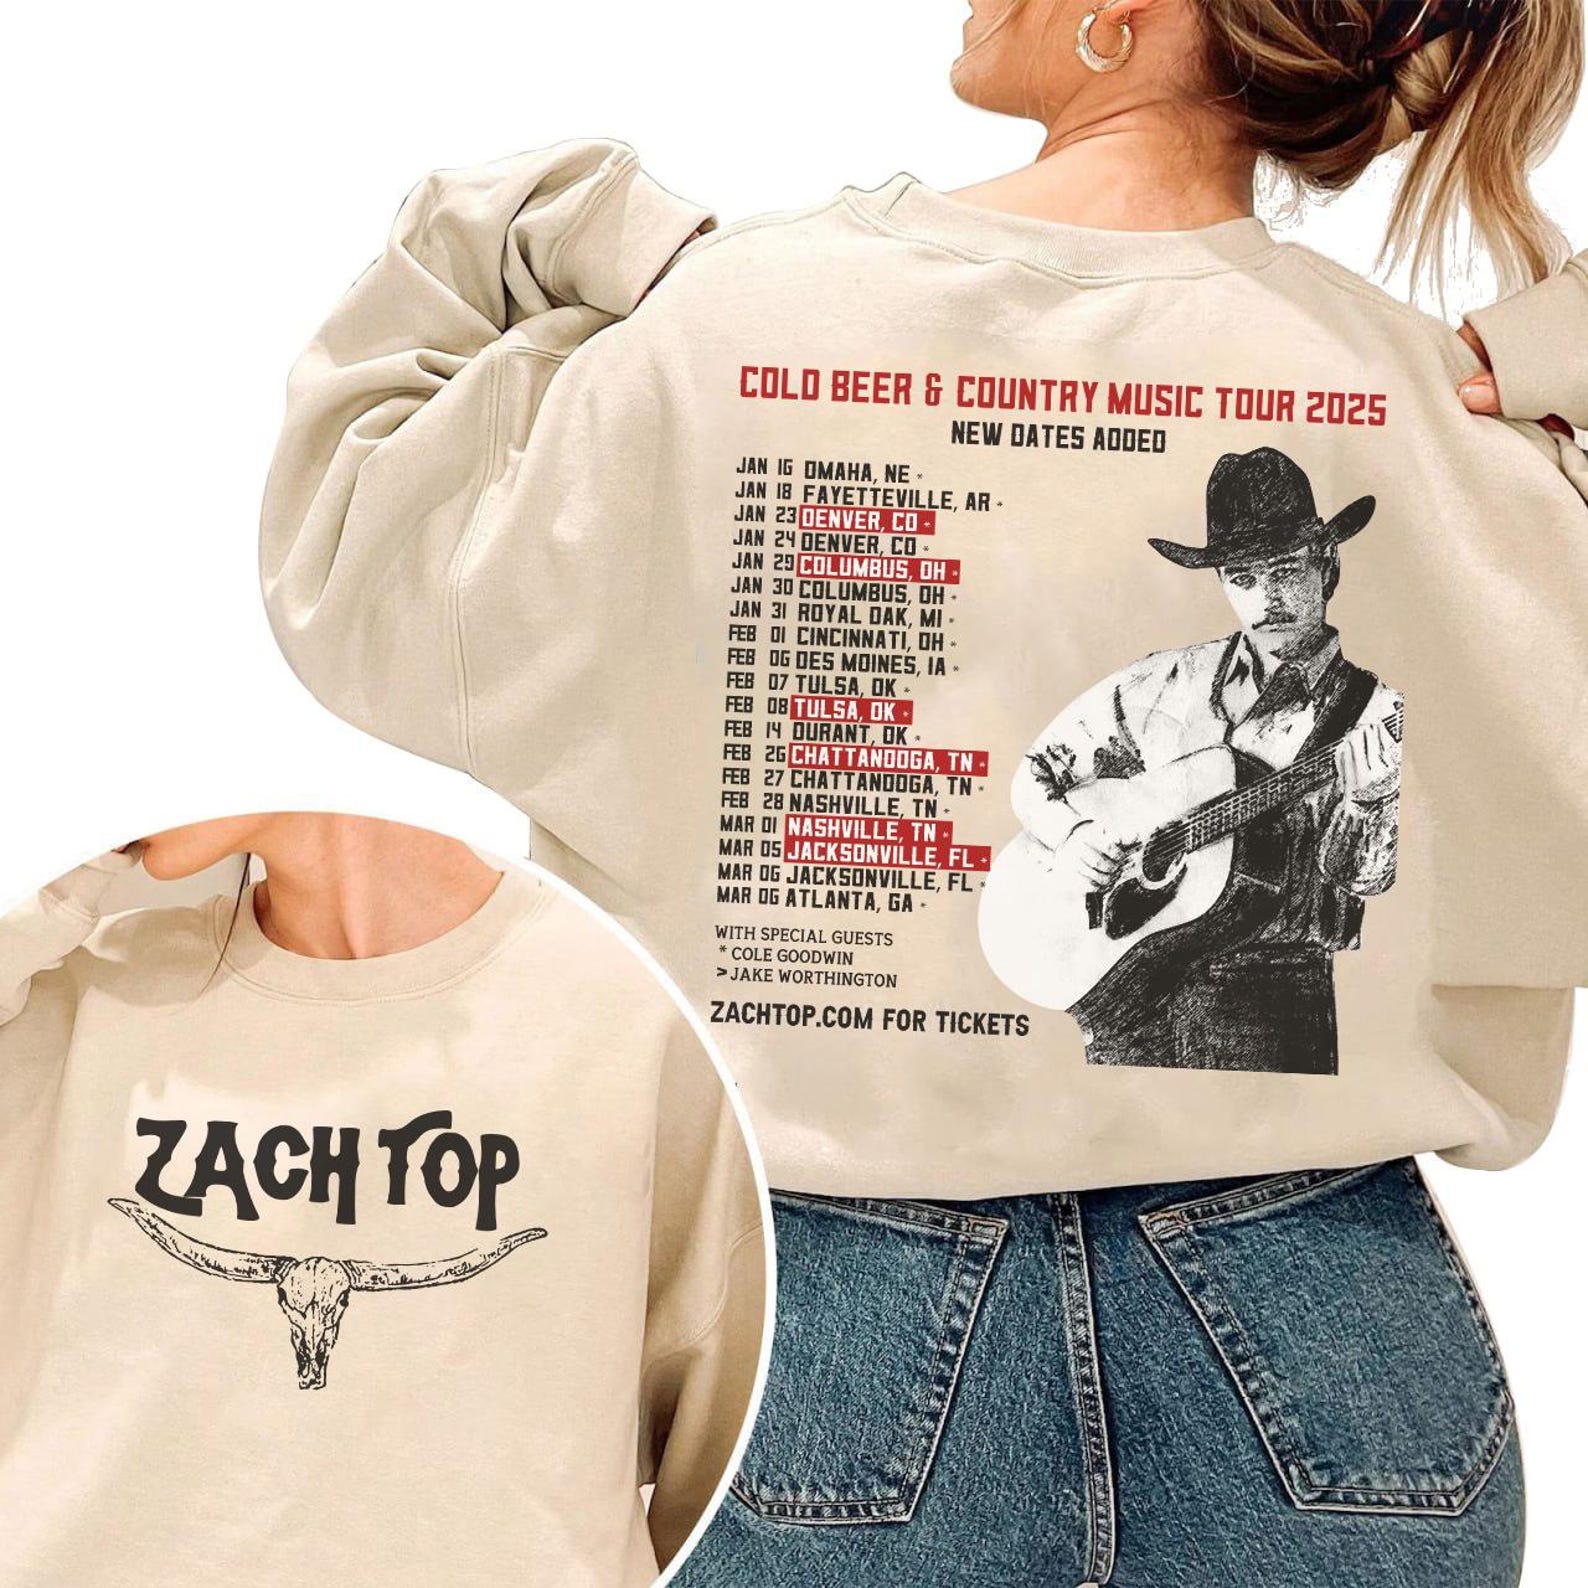 COLD BEER & COUNTRY MUSIC TOUR 2025
NEW DATES ADDED
JAN 16 OMAHA, NE *
JAN 18 FAYETTEVILLE, AR *
JAN 23 DENVER, CO *
JAN 24 DENVER, CO *
JAN 29 COLUMBUS, OH *
JAN 30 COLUMBUS, OH *
JAN 31 ROYAL OAK, MI *
FEB 01 CINCINNATI, OH *
FEB 06 DES MOINES, IA *
FEB 07 TULSA, OK *
FEB 08 TULSA, OK *
FEB 14 DURANT, OK *
FEB 26 CHATTANOOGA, TN *
FEB 27 CHATTANOOGA, TN *
FEB 28 NASHVILLE, TN *
MAR 01 NASHVILLE, TN *
MAR 05 JACKSONVILLE, FL *
MAR 06 JACKSONVILLE, FL *
MAR 06 ATLANTA, GA *
WITH SPECIAL GUESTS
* COLE GOODWIN
> JAKE WORTHINGTON
ZACHTOP.COM FOR TICKETS
ZACH TOP